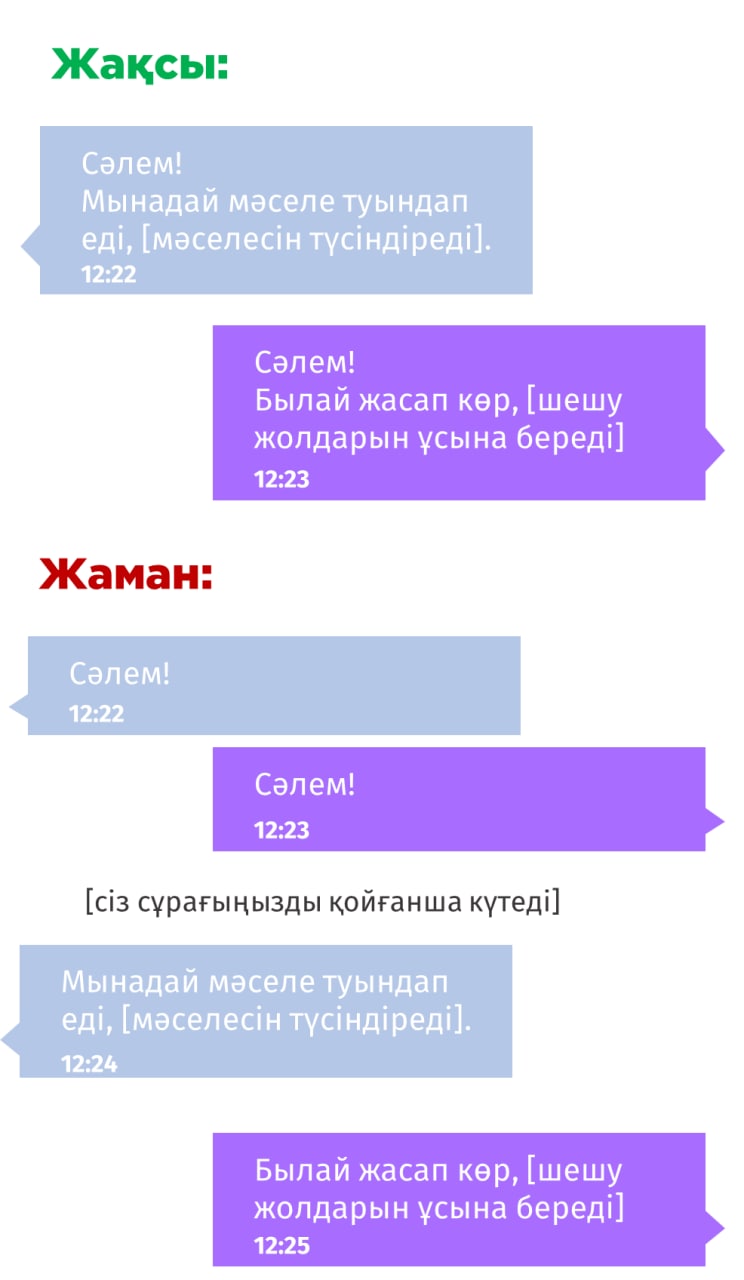 Жақсы:
Сәлем!
Мынадай мәселе туындап
еді, [мәселесін түсіндіреді].
12:22
Сәлем!
Былай жасап көр, [шешу
жолдарын ұсына береді]
12:23
Жаман:
Сәлем!
12:22
Сәлем!
12:23
[сіз сұрағыңызды қойғанша күтеді]
Мынадай мәселе туындап
еді, [мәселесін түсіндіреді].
12:24
Былай жасап көр, [шешу
жолдарын ұсына береді]
12:25